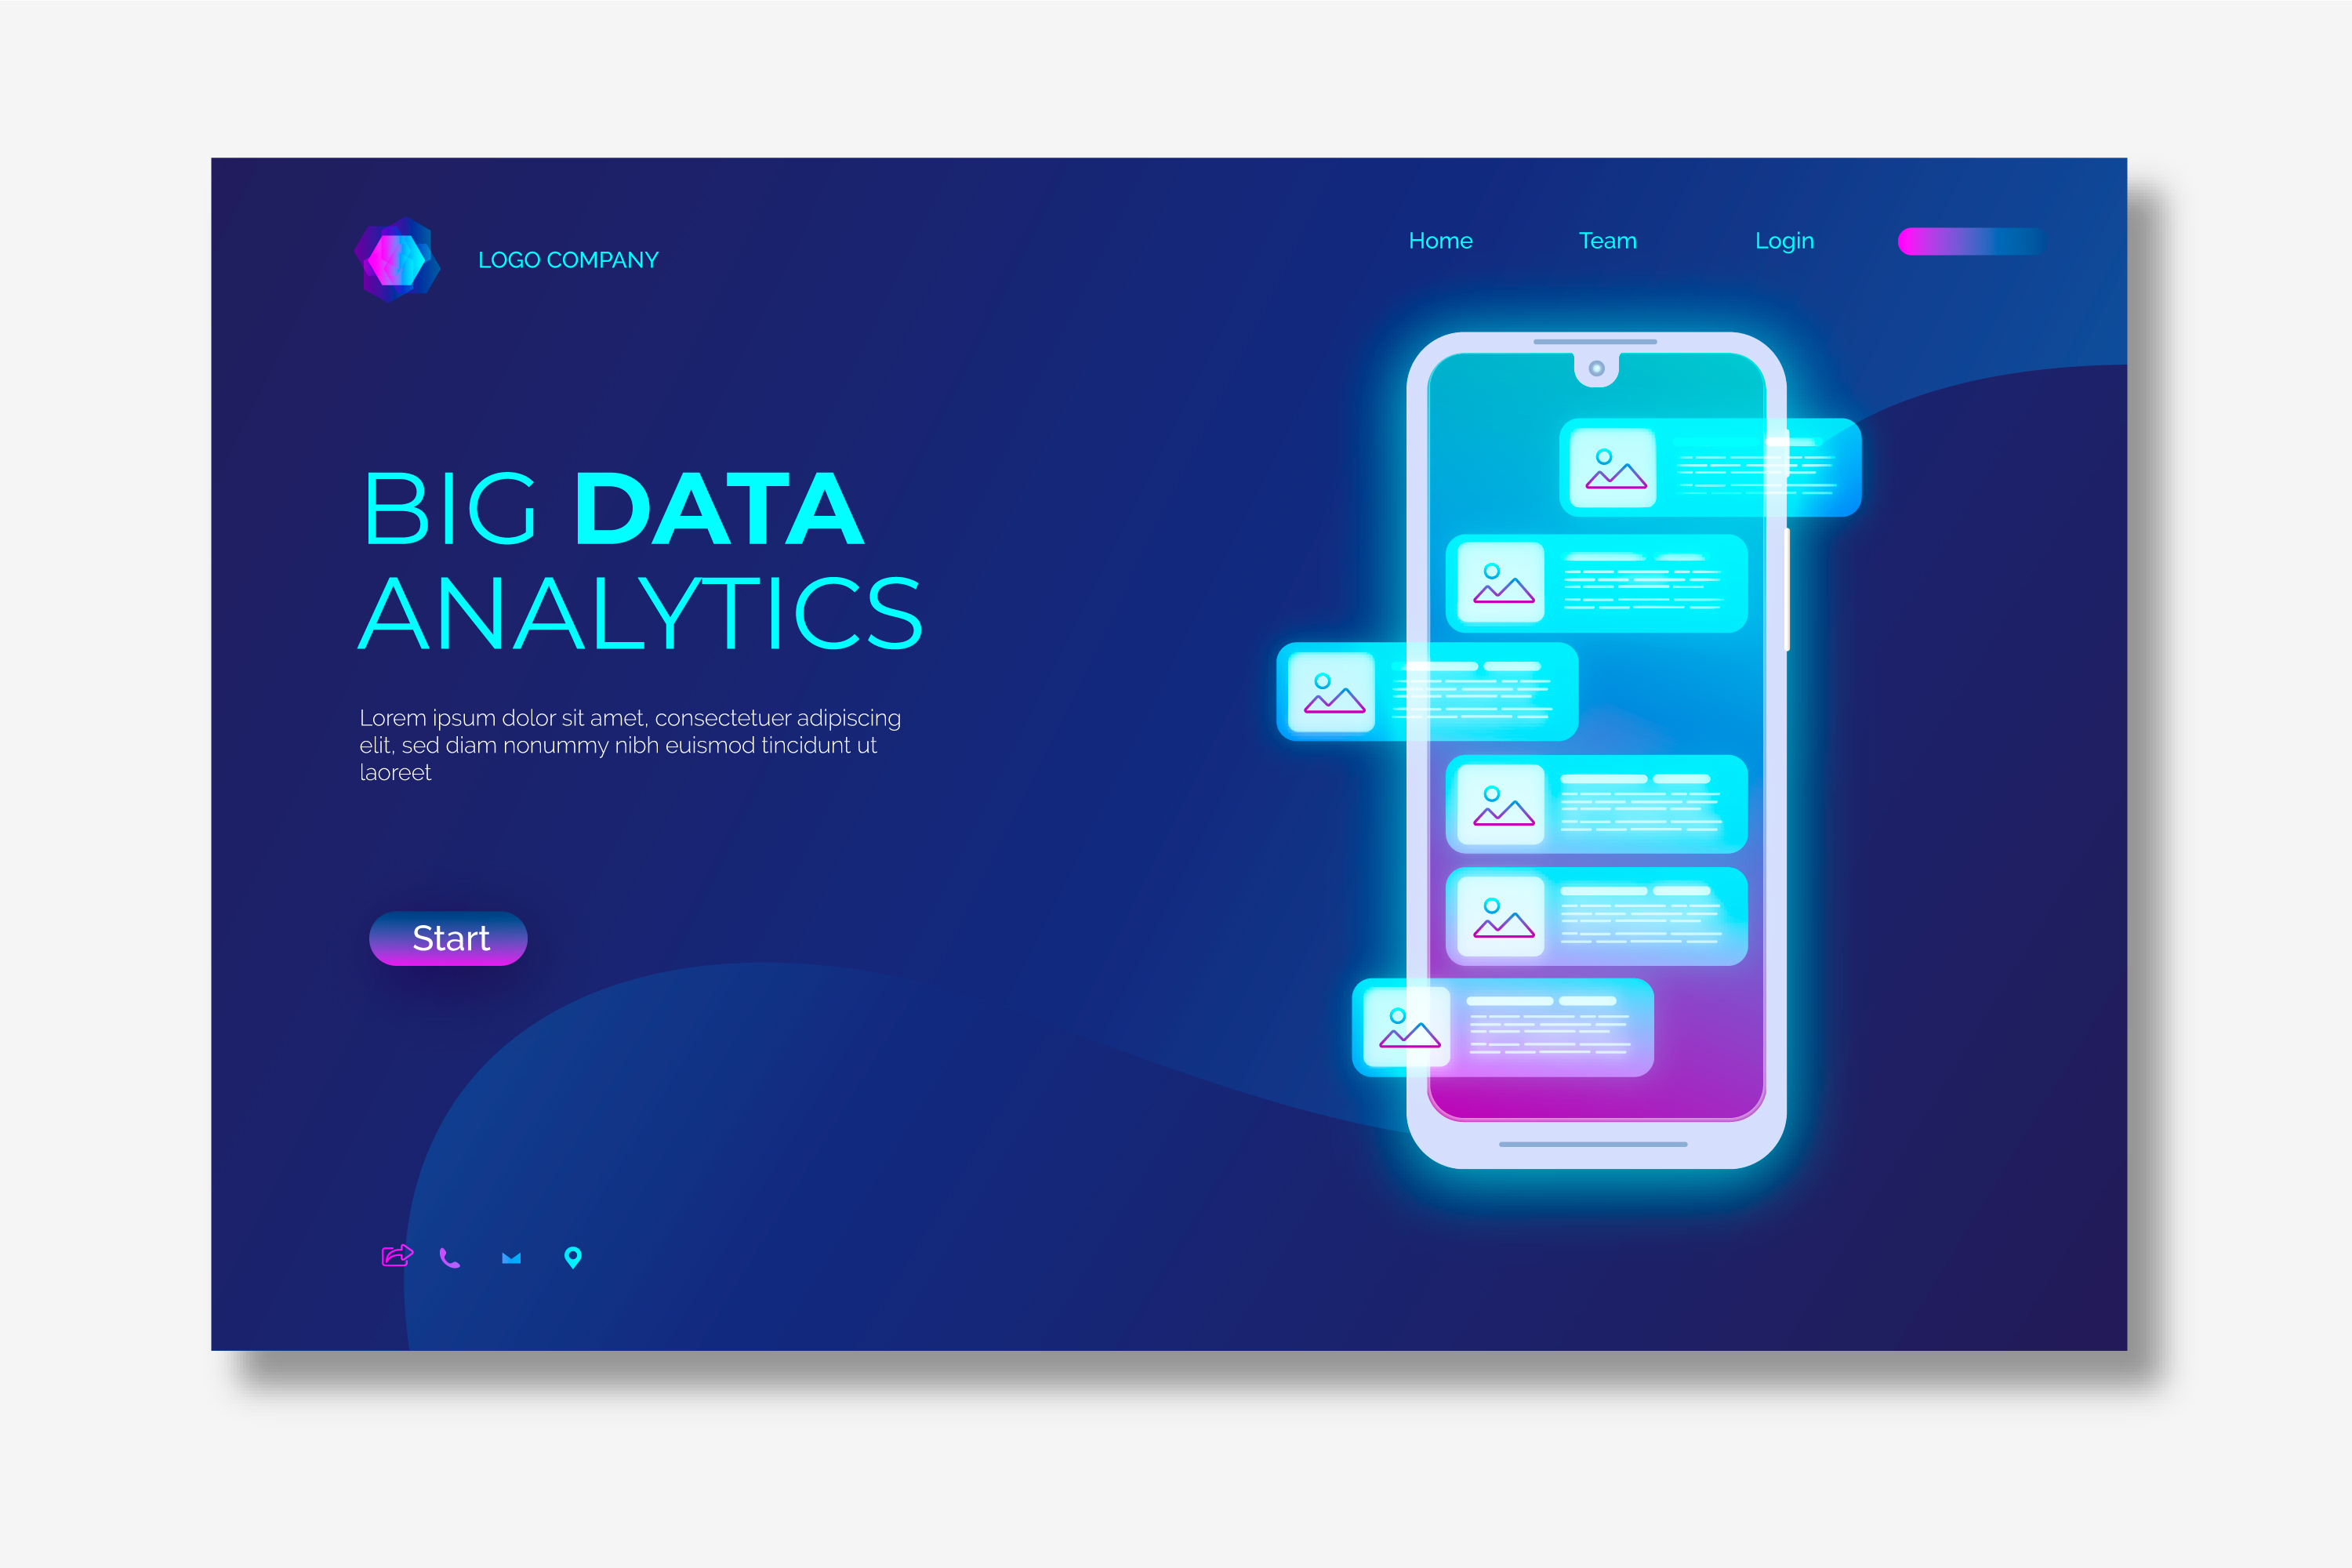 LOGO COMPANY
Home Team Login
BIG DATA
ANALYTICS
Lorem ipsum dolor sit amet, consectetuer adipiscing
elit, sed diam nonummy nibh euismod tincidunt ut
laoreet
Start